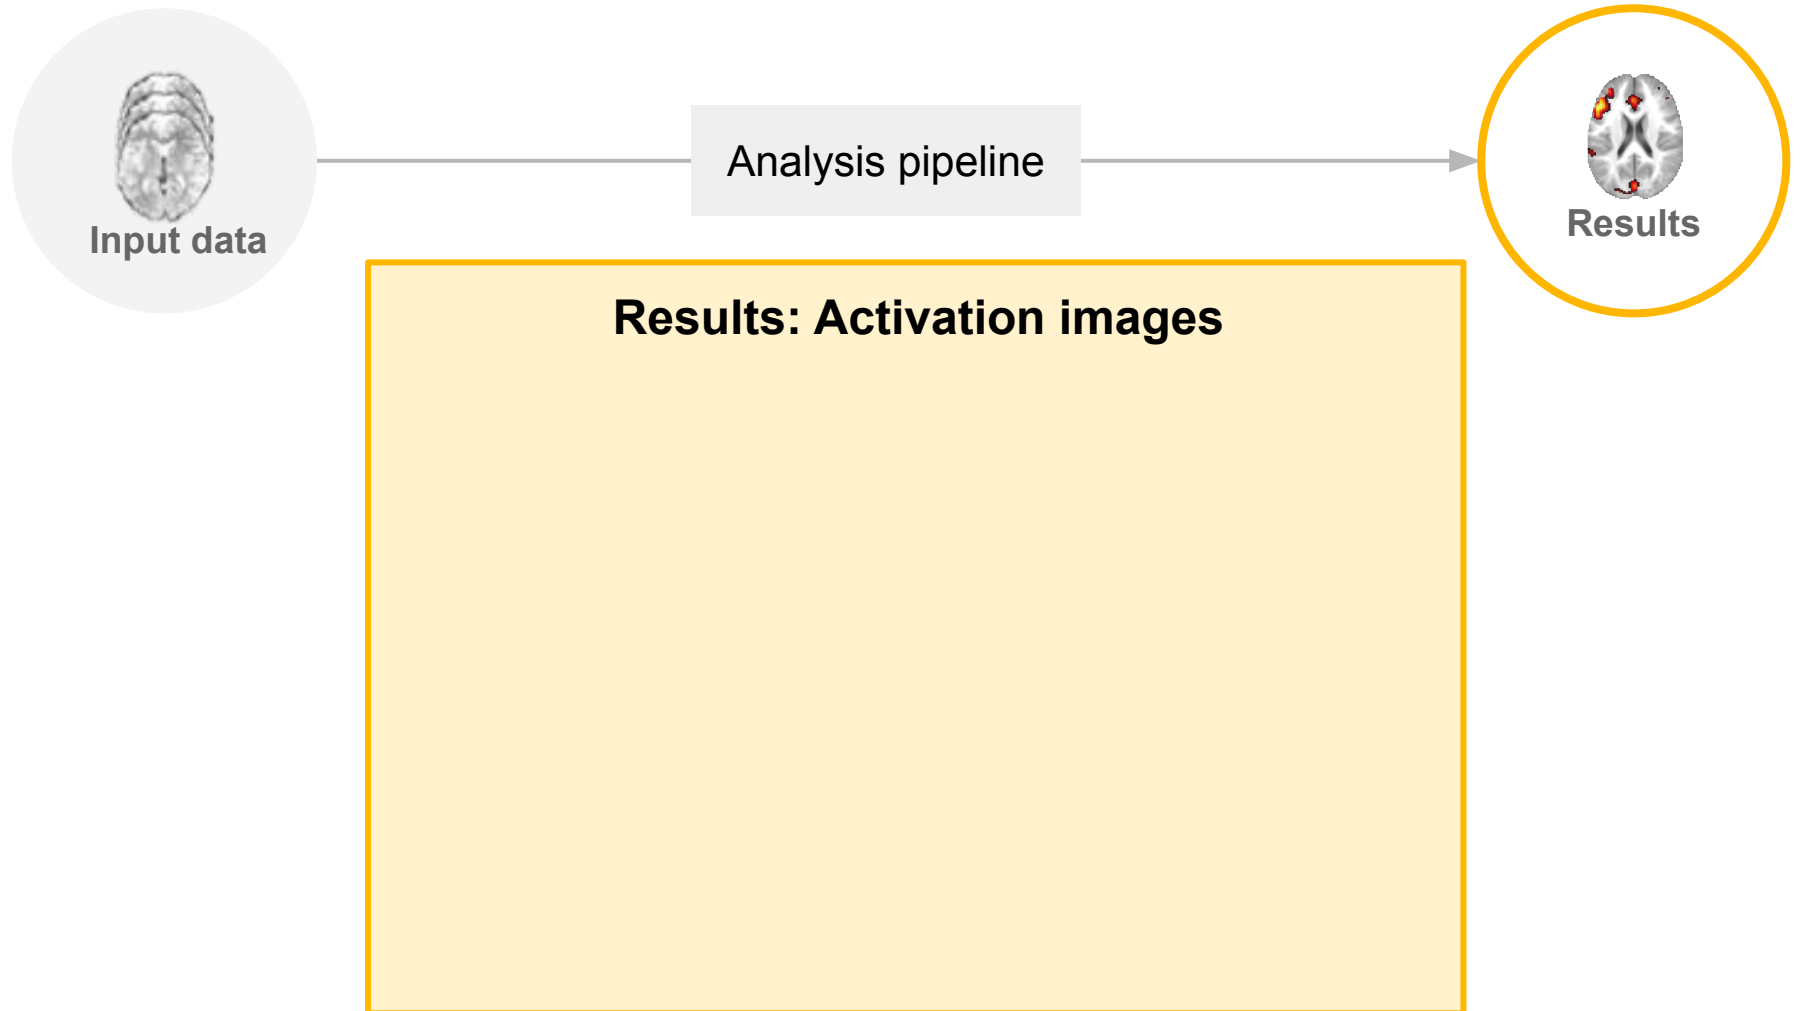 Input data
Analysis pipeline
Results
Results: Activation images